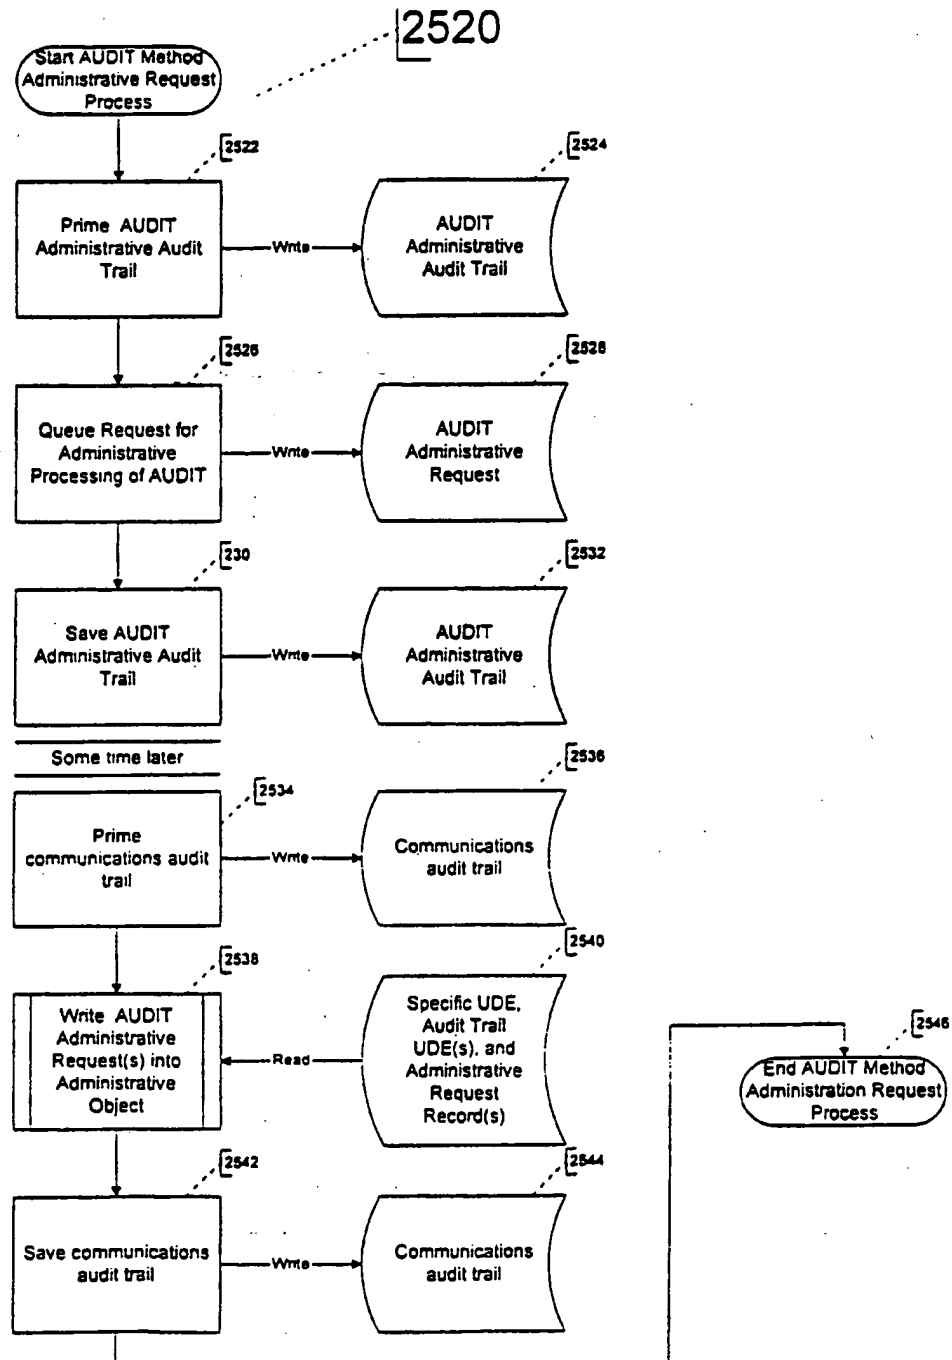 2520
Start AUDIT Method
Administrative Request
Process
2522
Prime AUDIT
Administrative Audit
Trail
Write
2524
AUDIT
Administrative
Audit Trail
2526
Queue Request for
Administrative
Processing of AUDIT
Write
2528
AUDIT
Administrative
Request
230
Save AUDIT
Administrative Audit
Trail
Write
2532
AUDIT
Administrative
Audit Trail
Some time later
2534
Prime
communications audit
trail
Write
2536
Communications
audit trail
2538
Write AUDIT
Administrative
Request(s) into
Administrative
Object
Read
2540
Specific UDE,
Audit Trail
UDE(s), and
Administrative
Request
Record(s)
2542
Save communications
audit trail
Write
2544
Communications
audit trail
2546
End AUDIT Method
Administration Request
Process